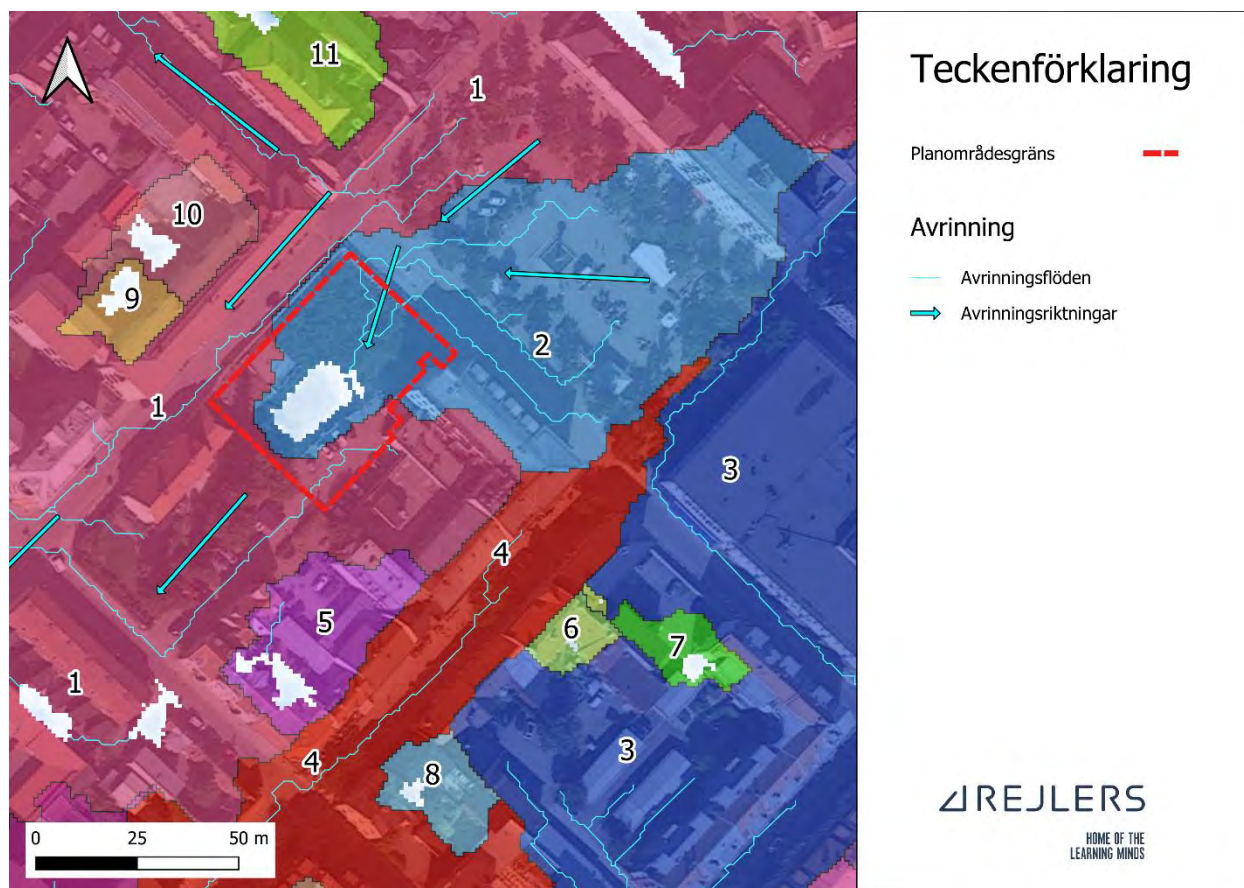 11
1
10
9
2
1
3
4
5
6
7
1
3
4
8
0 25 50 m
Teckenförklaring
Planområdesgräns
Avrinning
Avrinningsflöden
Avrinningsriktningar
REJLERS
HOME OF THE
LEARNING MINDS